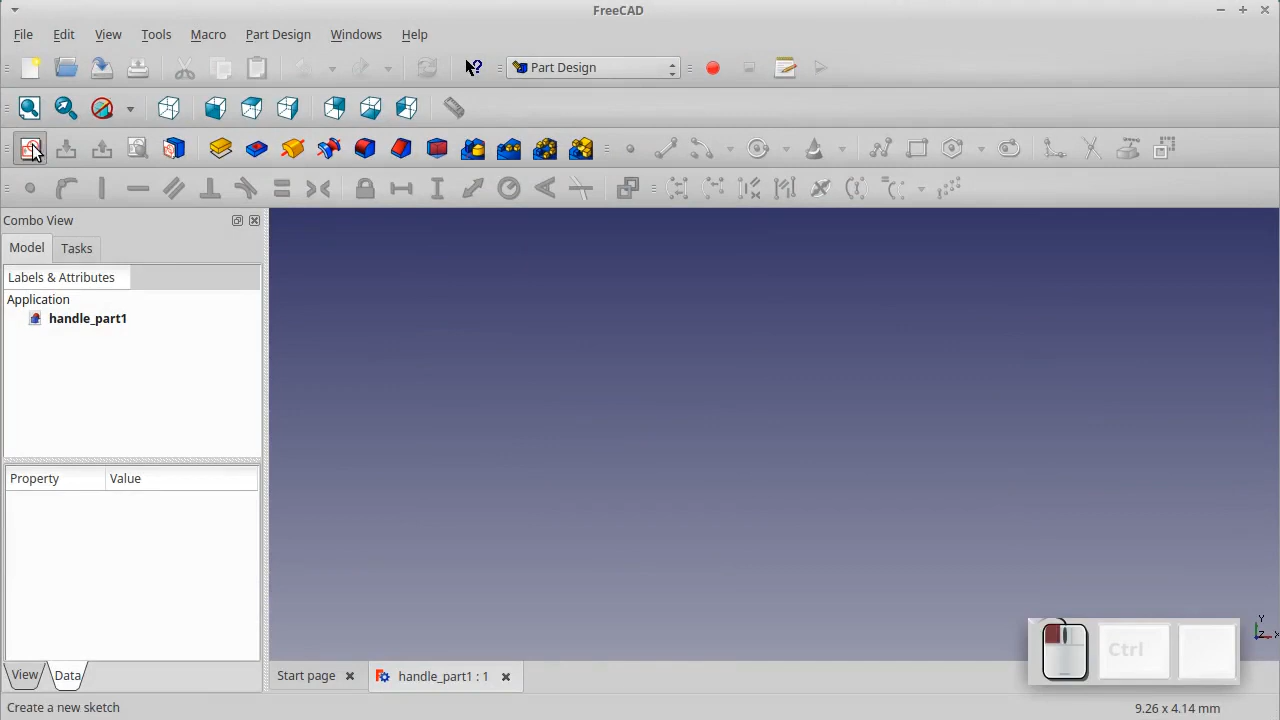 FreeCAD
File Edit View Tools Macro Part Design Windows Help
Part Design
Combo View
Model Tasks
Labels & Attributes
Application
handle_part1
Property Value
View Data
Start page handle_part1 : 1
Ctrl
Y
Z X
Create a new sketch 9.26 x 4.14 mm